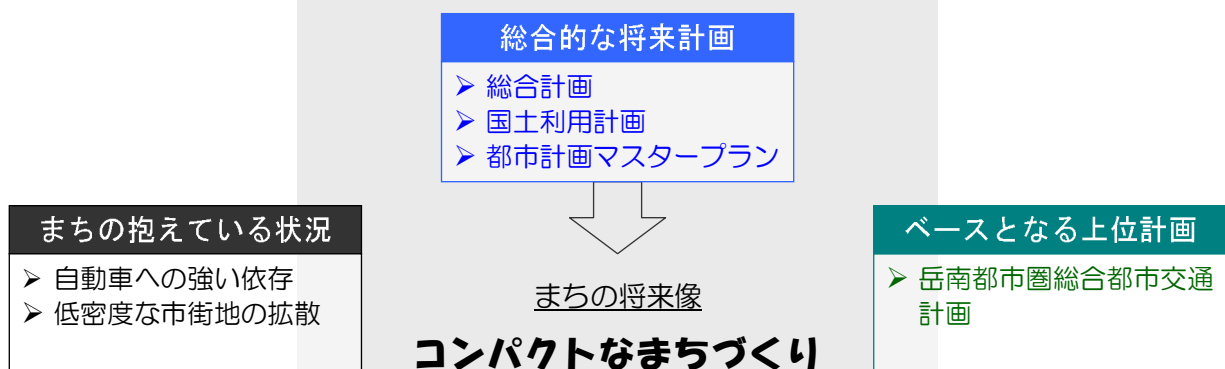 総合的な将来計画
➢ 総合計画
➢ 国土利用計画
➢ 都市計画マスタープラン
まちの抱えている状況
➢ 自動車への強い依存
➢ 低密度な市街地の拡散
まちの将来像
コンパクトなまちづくり
ベースとなる上位計画
➢ 岳南都市圏総合都市交通
計画